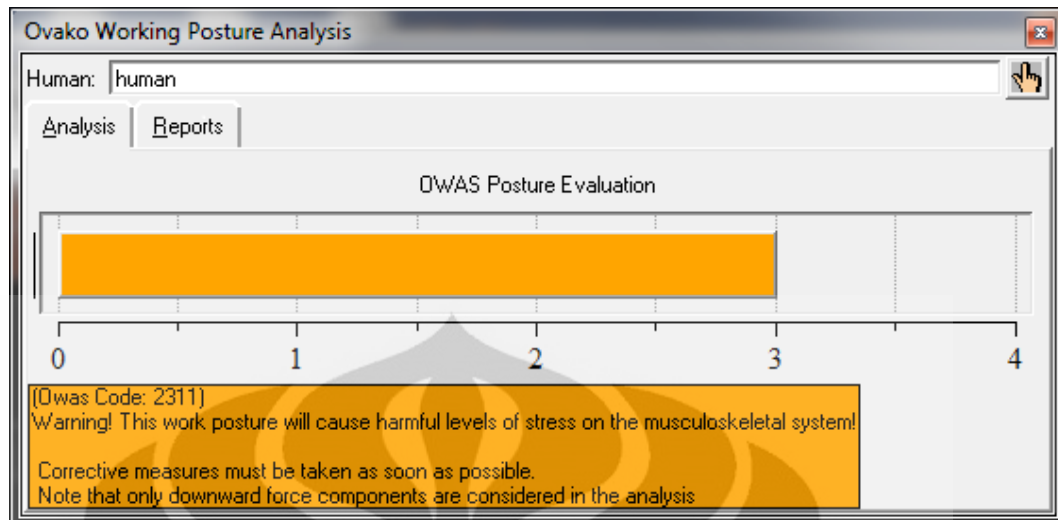 Ovako Working Posture Analysis
Human: human
Analysis Reports
OWAS Posture Evaluation
0 1 2 3 4
(Owas Code: 2311)
Warning! This work posture will cause harmful levels of stress on the musculoskeletal system!
Corrective measures must be taken as soon as possible.
Note that only downward force components are considered in the analysis